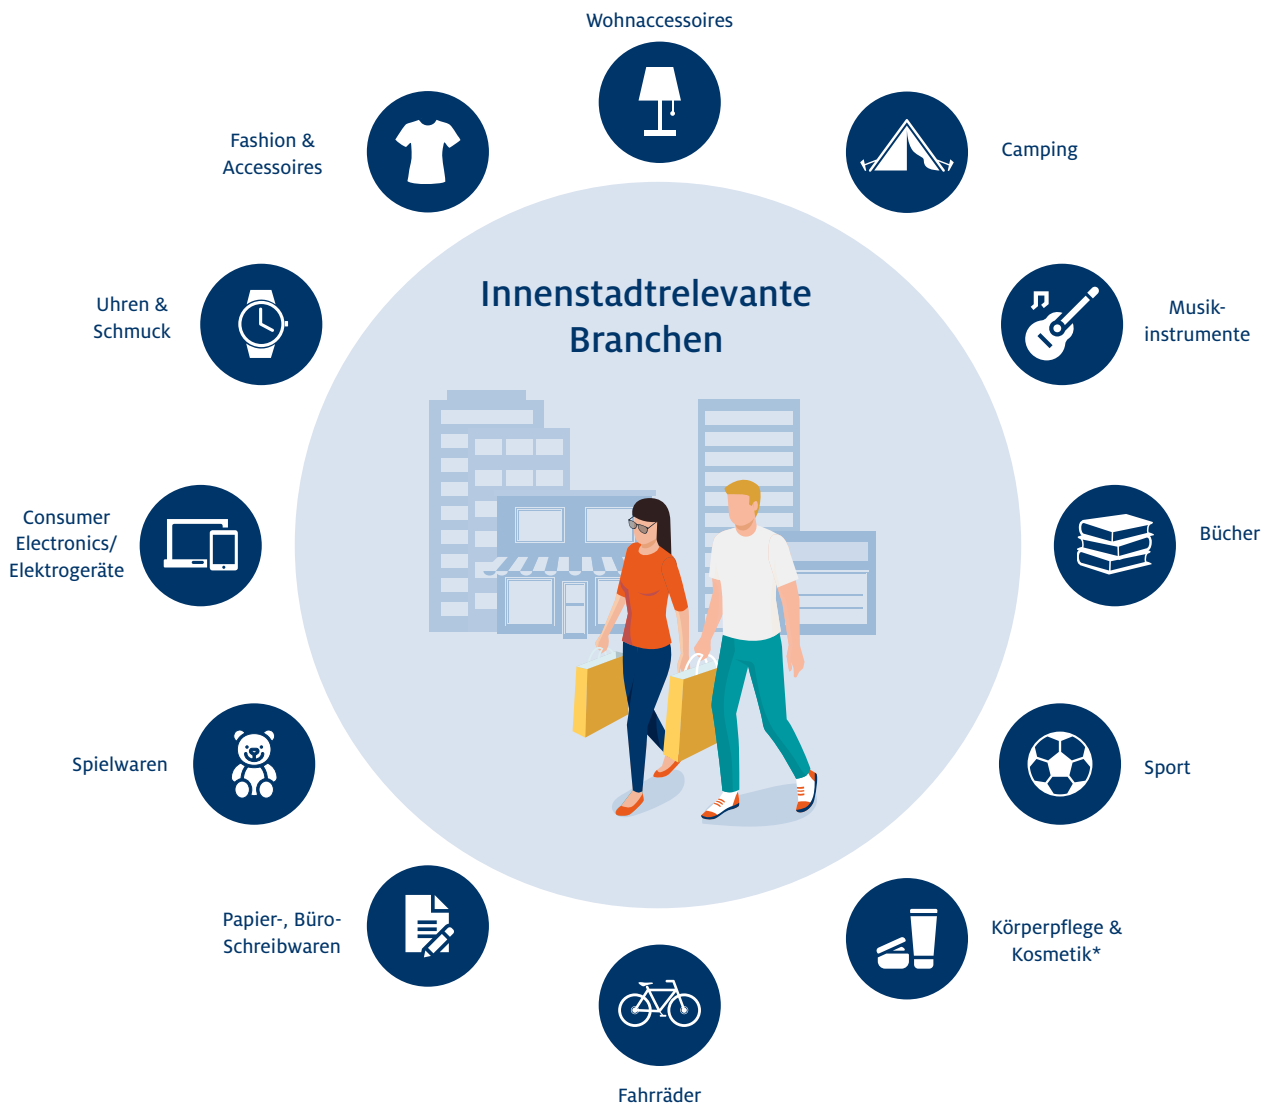 Wohnaccessoires
Fashion &
Accessoires
Camping
Innenstadtrelevante
Branchen
Uhren &
Schmuck
Musik-
instrumente
Consumer
Electronics/
Elektrogeräte
Bücher
Spielwaren
Sport
Papier-, Büro-
Schreibwaren
Körperpflege &
Kosmetik*
Fahrräder